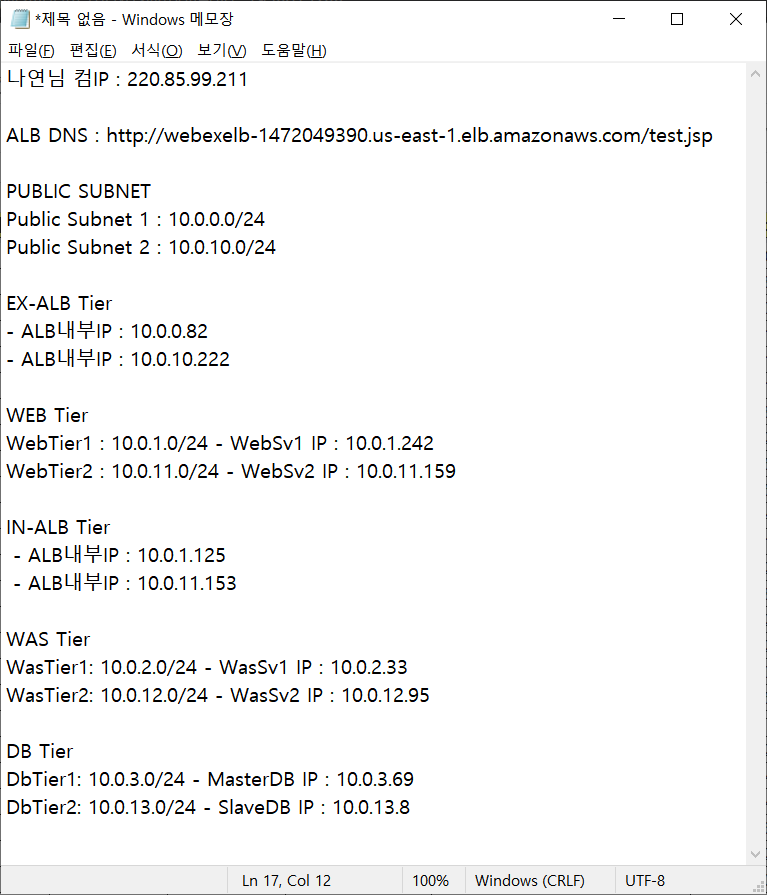 *제목 없음 - Windows 메모장
파일(F) 편집(E) 서식(O) 보기(V) 도움말(H)
나연님 컴IP : 220.85.99.211
ALB DNS : http://webexelb-1472049390.us-east-1.elb.amazonaws.com/test.jsp
PUBLIC SUBNET
Public Subnet 1 : 10.0.0.0/24
Public Subnet 2 : 10.0.10.0/24
EX-ALB Tier
- ALB내부IP : 10.0.0.82
- ALB내부IP : 10.0.10.222
WEB Tier
WebTier1 : 10.0.1.0/24 - WebSv1 IP : 10.0.1.242
WebTier2 : 10.0.11.0/24 - WebSv2 IP : 10.0.11.159
IN-ALB Tier
- ALB내부IP : 10.0.1.125
- ALB내부IP : 10.0.11.153
WAS Tier
WasTier1: 10.0.2.0/24 - WasSv1 IP : 10.0.2.33
WasTier2: 10.0.12.0/24 - WasSv2 IP : 10.0.12.95
DB Tier
DbTier1: 10.0.3.0/24 - MasterDB IP : 10.0.3.69
DbTier2: 10.0.13.0/24 - SlaveDB IP : 10.0.13.8
Ln 17, Col 12 100% Windows (CRLF) UTF-8